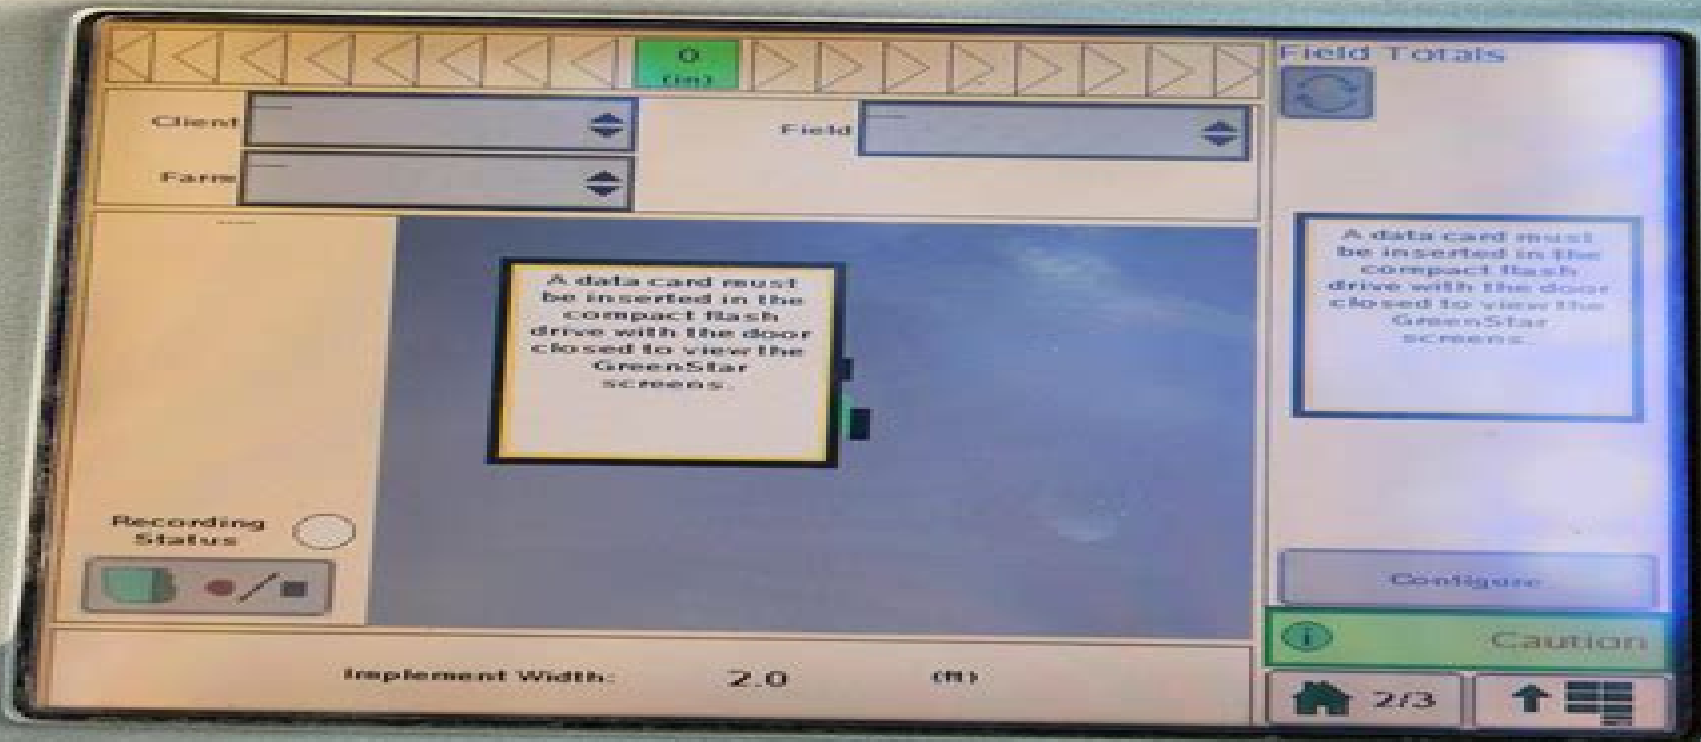 0
(in)
Field Totals
Client
---
Field
---
Farm
---
---
A data card must
be inserted in the
compact flash
drive with the door
closed to view the
GreenStar
screens.
A data card must
be inserted in the
compact flash
drive with the door
closed to view the
GreenStar
screens.
Recording
Status
Configure
Caution
Implement Width: 2.0 (ft)
2/3